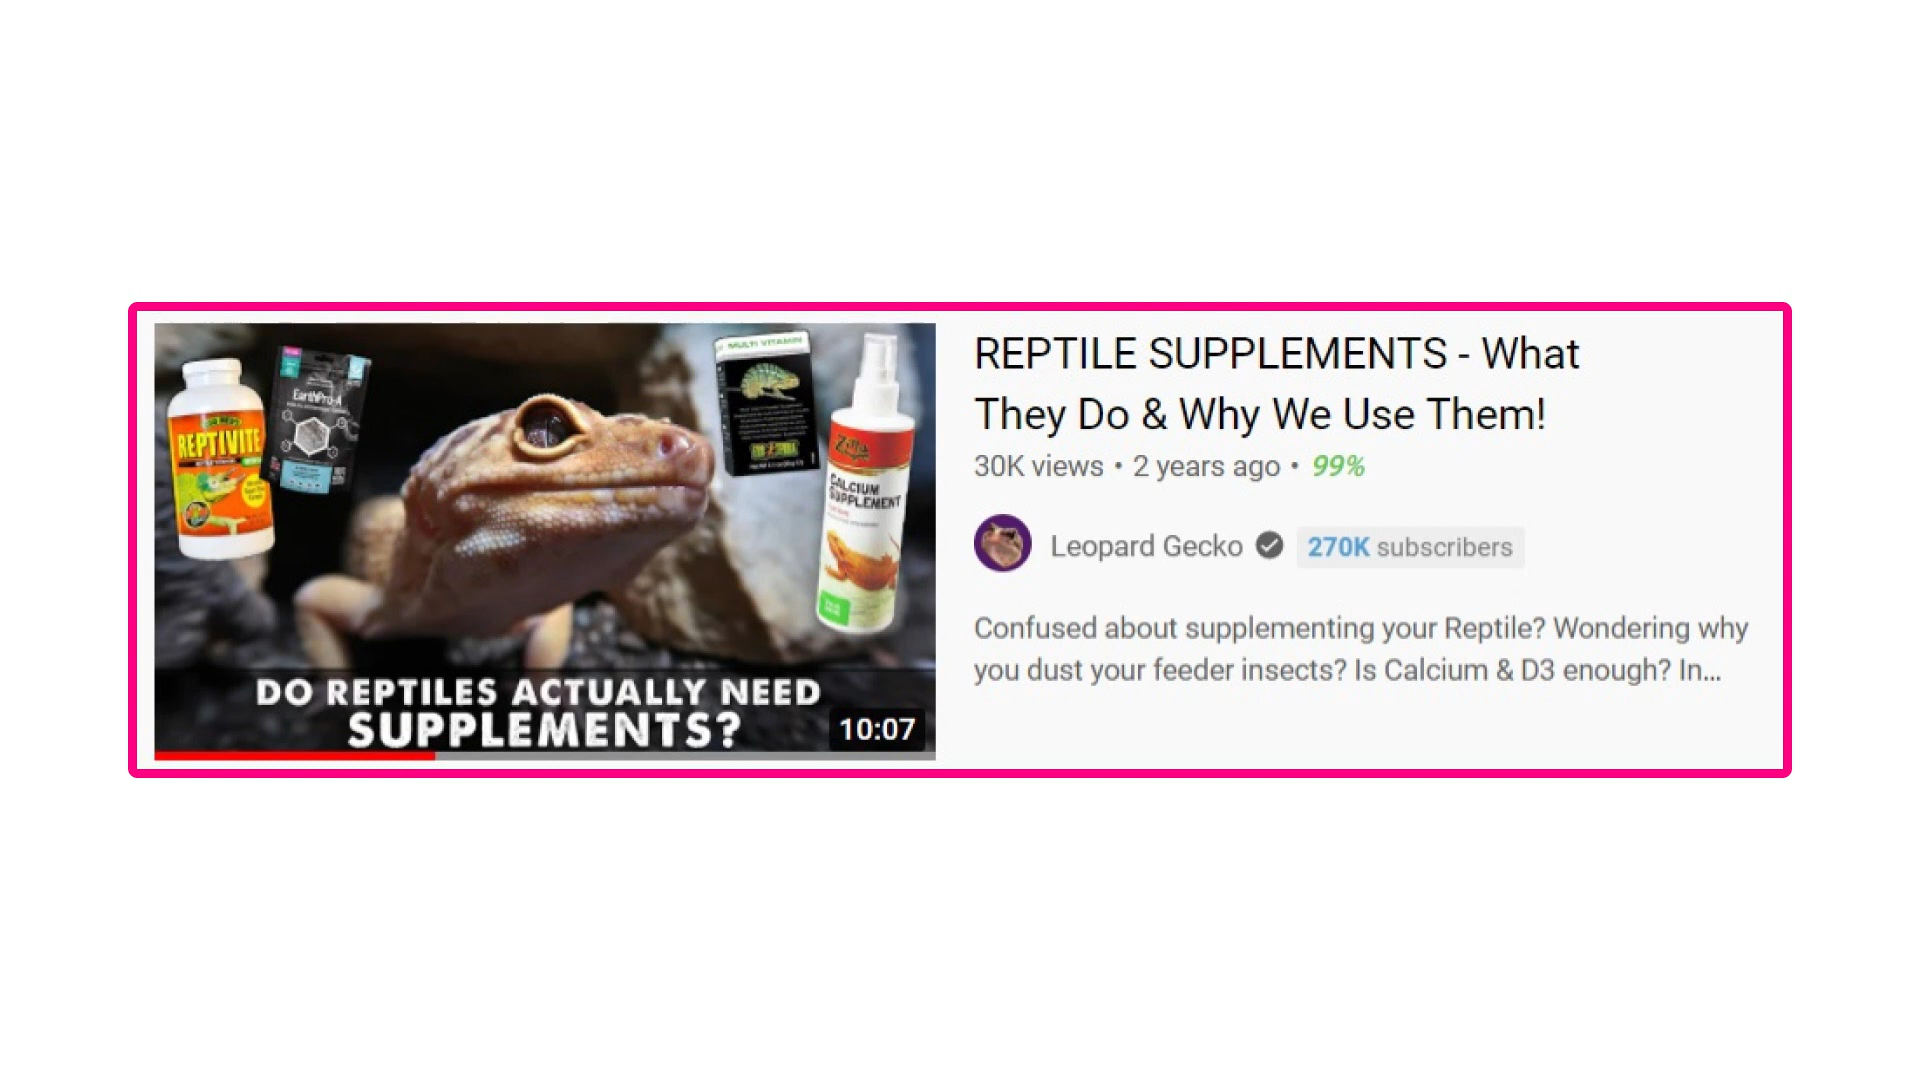 REPTIVITE
EarthPro-A
MULTI VITAMIN
Zilla
CALCIUM
SUPPLEMENT
DO REPTILES ACTUALLY NEED
SUPPLEMENTS?
10:07
REPTILE SUPPLEMENTS - What
They Do & Why We Use Them!
30K views • 2 years ago • 99%
Leopard Gecko 270K subscribers
Confused about supplementing your Reptile? Wondering why
you dust your feeder insects? Is Calcium & D3 enough? In...